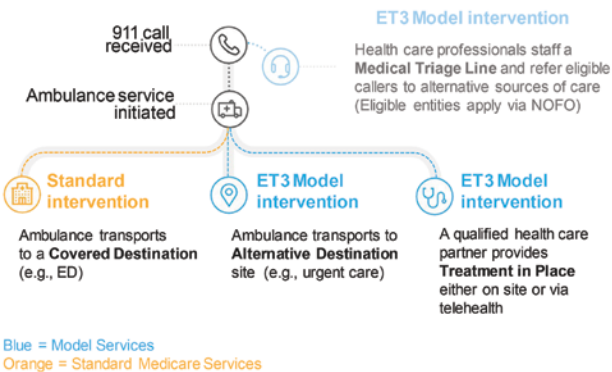 ET3 Model intervention
911 call
received
Health care professionals staff a
Medical Triage Line and refer eligible
callers to alternative sources of care
(Eligible entities apply via NOFO)
Ambulance service
initiated
Standard
intervention
Ambulance transports
to a Covered Destination
(e.g., ED)
ET3 Model
intervention
Ambulance transports to
Alternative Destination
site (e.g., urgent care)
ET3 Model
intervention
A qualified health care
partner provides
Treatment in Place
either on site or via
telehealth
Blue = Model Services
Orange = Standard Medicare Services